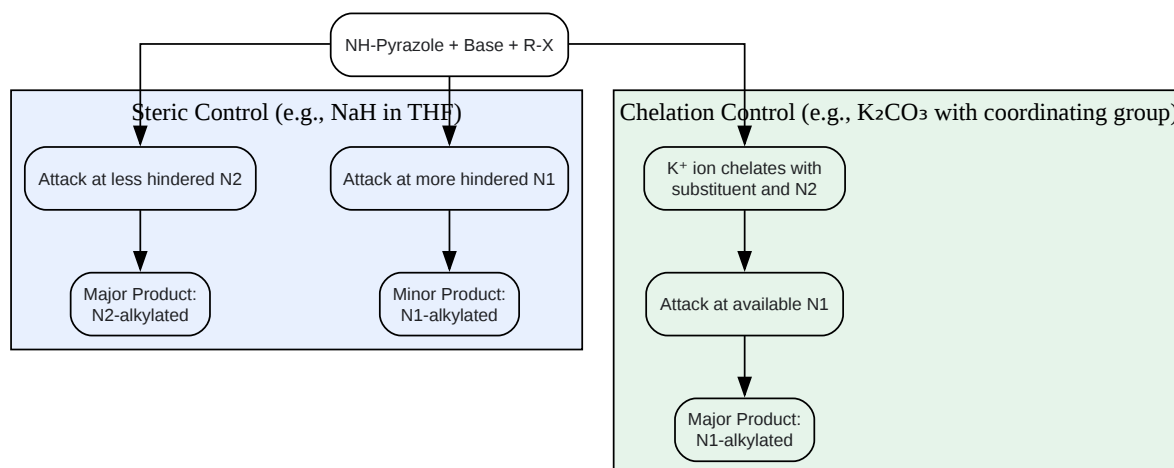 NH-Pyrazole + Base + R-X
Steric Control (e.g., NaH in THF)
Attack at less hindered N2
Attack at more hindered N1
Major Product:
N2-alkylated
Minor Product:
N1-alkylated
Chelation Control (e.g., K₂CO₃ with coordinating group)
K⁺ ion chelates with
substituent and N2
Attack at available N1
Major Product:
N1-alkylated